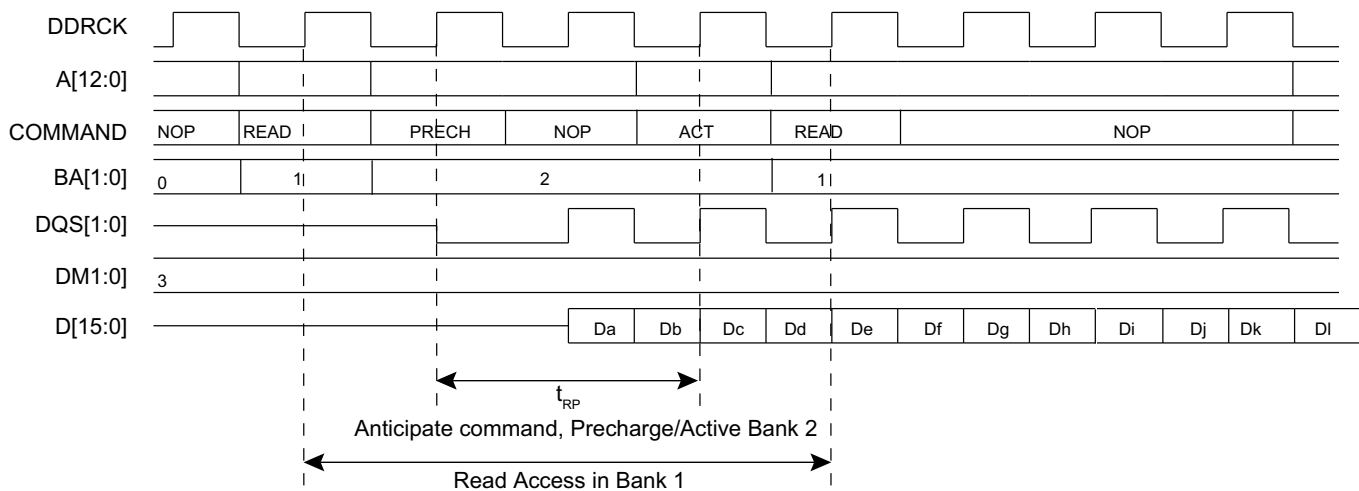 DDRCK
A[12:0]
COMMAND NOP READ PRECH NOP ACT READ NOP
BA[1:0] 0 1 2 1
DQS[1:0]
DM1:0] 3
D[15:0] Da Db Dc Dd De Df Dg Dh Di Dj Dk Dl
tRP
Anticipate command, Precharge/Active Bank 2
Read Access in Bank 1